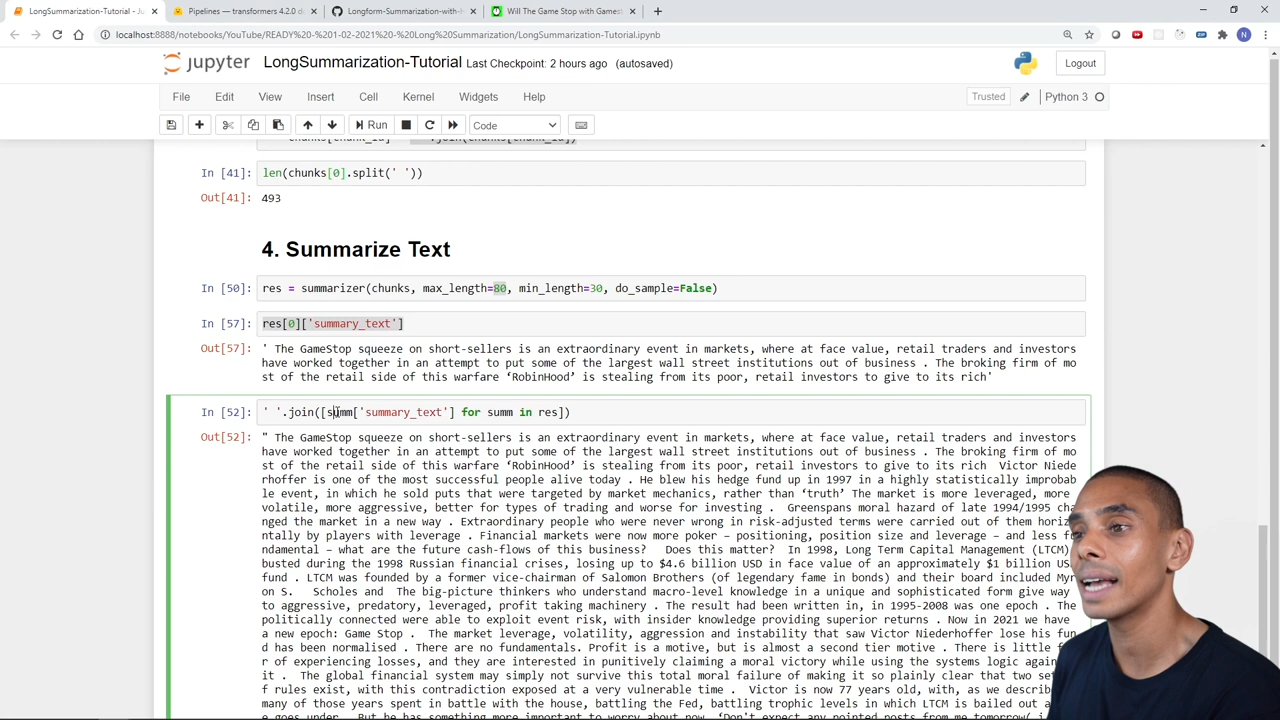 LongSummarization-Tutorial - Ju
Pipelines — transformers 4.2.0 d
Longform-Summarization-with-H
Will The Game Stop with Games
localhost:8888/notebooks/YouTube/READY%20-%201-02-2021%20-%20Long%20Summarization/LongSummarization-Tutorial.ipynb
N
jupyter LongSummarization-Tutorial Last Checkpoint: 2 hours ago (autosaved)
Logout
File Edit View Insert Cell Kernel Widgets Help
Trusted
Python 3
Run
Code
In [41]: len(chunks[0].split(' '))
Out[41]: 493
4. Summarize Text
In [50]: res = summarizer(chunks, max_length=80, min_length=30, do_sample=False)
In [57]: res[0]['summary_text']
Out[57]: ' The GameStop squeeze on short-sellers is an extraordinary event in markets, where at face value, retail traders and investors
have worked together in an attempt to put some of the largest wall street institutions out of business . The broking firm of mo
st of the retail side of this warfare ‘RobinHood’ is stealing from its poor, retail investors to give to its rich'
In [52]: ' '.join([summ['summary_text'] for summ in res])
Out[52]: " The GameStop squeeze on short-sellers is an extraordinary event in markets, where at face value, retail traders and investors
have worked together in an attempt to put some of the largest wall street institutions out of business . The broking firm of mo
st of the retail side of this warfare ‘RobinHood’ is stealing from its poor, retail investors to give to its rich  Victor Niede
rhoffer is one of the most successful people alive today . He blew his hedge fund up in 1997 in a highly statistically improbab
le event, in which he sold puts that were targeted by market mechanics, rather than ‘truth’ The market is more leveraged, more
volatile, more aggressive, better for types of trading and worse for investing .  Greenspans moral hazard of late 1994/1995 cha
nged the market in a new way . Extraordinary people who were never wrong in risk-adjusted terms were carried out of them horizo
ntally by players with leverage . Financial markets were now more poker – positioning, position size and leverage – and less fu
ndamental – what are the future cash-flows of this business?   Does this matter?  In 1998, Long Term Capital Management (LTCM)
busted during the 1998 Russian financial crises, losing up to $4.6 billion USD in face value of an approximately $1 billion US
fund . LTCM was founded by a former vice-chairman of Salomon Brothers (of legendary fame in bonds) and their board included Myr
on S.   Scholes and  The big-picture thinkers who understand macro-level knowledge in a unique and sophisticated form give way
to aggressive, predatory, leveraged, profit taking machinery . The result had been written in, in 1995-2008 was one epoch . The
politically connected were able to exploit event risk, with insider knowledge providing superior returns . Now in 2021 we have
a new epoch: Game Stop .  The market leverage, volatility, aggression and instability that saw Victor Niederhoffer lose his fun
d has been normalised . There are no fundamentals. Profit is a motive, but is almost a second tier motive . There is little f
r of experiencing losses, and they are interested in punitively claiming a moral victory while using the systems logic again
it .  The global financial system may simply not survive this total moral failure of making it so plainly clear that two set
f rules exist, with this contradiction exposed at a very vulnerable time .  Victor is now 77 years old, with, as we describe
many of those years spent in battle with the house, battling the Fed, battling trophic levels in which LTCM is bailed out a